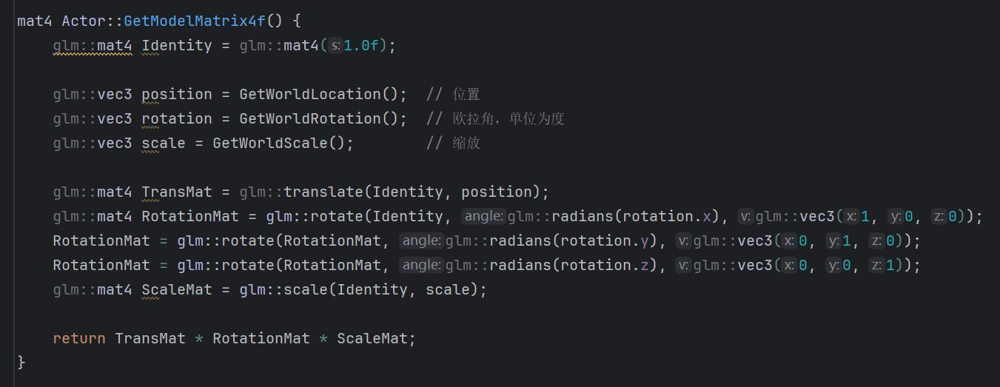 mat4 Actor::GetModelMatrix4f() {
glm::mat4 Identity = glm::mat4(s:1.0f);
glm::vec3 position = GetWorldLocation();  // 位置
glm::vec3 rotation = GetWorldRotation();  // 欧拉角，单位为度
glm::vec3 scale = GetWorldScale();        // 缩放
glm::mat4 TransMat = glm::translate(Identity, position);
glm::mat4 RotationMat = glm::rotate(Identity, angle:glm::radians(rotation.x), v:glm::vec3(x:1, y:0, z:0));
RotationMat = glm::rotate(RotationMat, angle:glm::radians(rotation.y), v:glm::vec3(x:0, y:1, z:0));
RotationMat = glm::rotate(RotationMat, angle:glm::radians(rotation.z), v:glm::vec3(x:0, y:0, z:1));
glm::mat4 ScaleMat = glm::scale(Identity, scale);
return TransMat * RotationMat * ScaleMat;
}